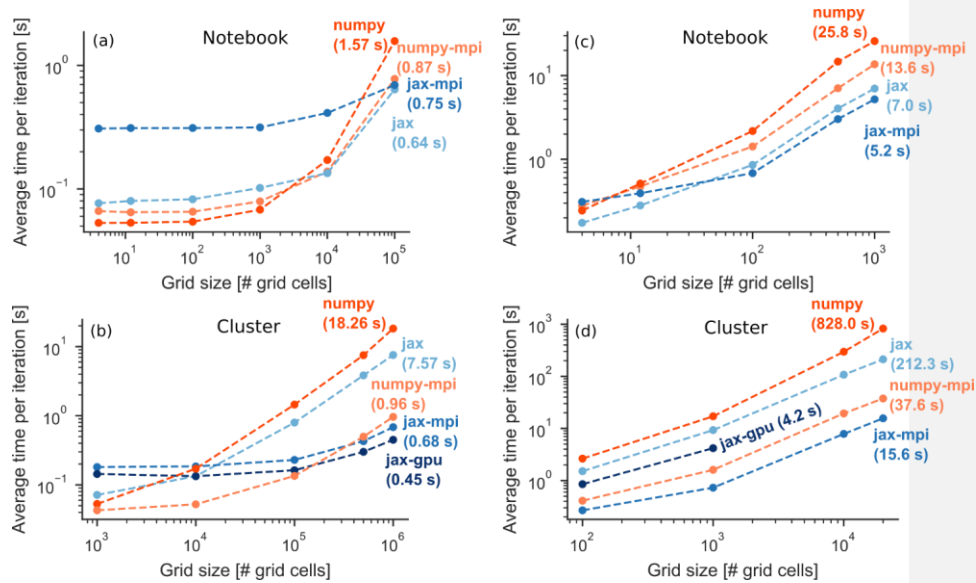 (a)
Notebook
numpy
(1.57 s)
numpy-mpi
(0.87 s)
jax-mpi
(0.75 s)
jax
(0.64 s)
10⁰
10⁻¹
10¹
10²
10³
10⁴
10⁵
Average time per iteration [s]
Grid size [# grid cells]
(c)
Notebook
numpy
(25.8 s)
numpy-mpi
(13.6 s)
jax
(7.0 s)
jax-mpi
(5.2 s)
10¹
10⁰
10¹
10²
10³
Average time per iteration [s]
Grid size [# grid cells]
(b)
Cluster
numpy
(18.26 s)
jax
(7.57 s)
numpy-mpi
(0.96 s)
jax-mpi
(0.68 s)
jax-gpu
(0.45 s)
10¹
10⁰
10⁻¹
10³
10⁴
10⁵
10⁶
Average time per iteration [s]
Grid size [# grid cells]
(d)
Cluster
numpy
(828.0 s)
jax
(212.3 s)
jax-gpu (4.2 s)
numpy-mpi
(37.6 s)
jax-mpi
(15.6 s)
10³
10²
10¹
10⁰
10²
10³
10⁴
Average time per iteration [s]
Grid size [# grid cells]